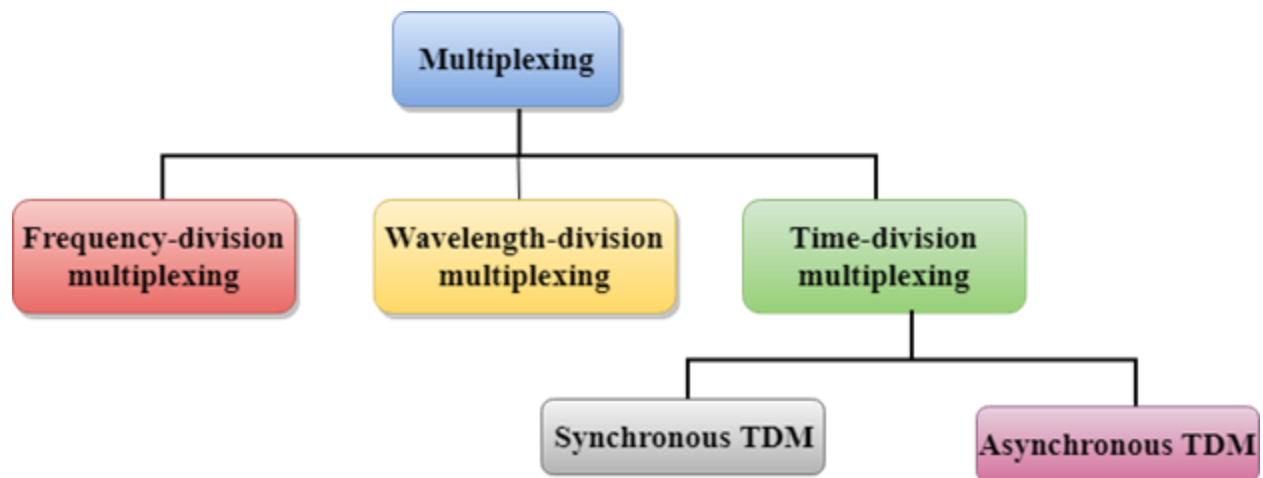 Multiplexing
Frequency-division
multiplexing
Wavelength-division
multiplexing
Time-division
multiplexing
Synchronous TDM
Asynchronous TDM